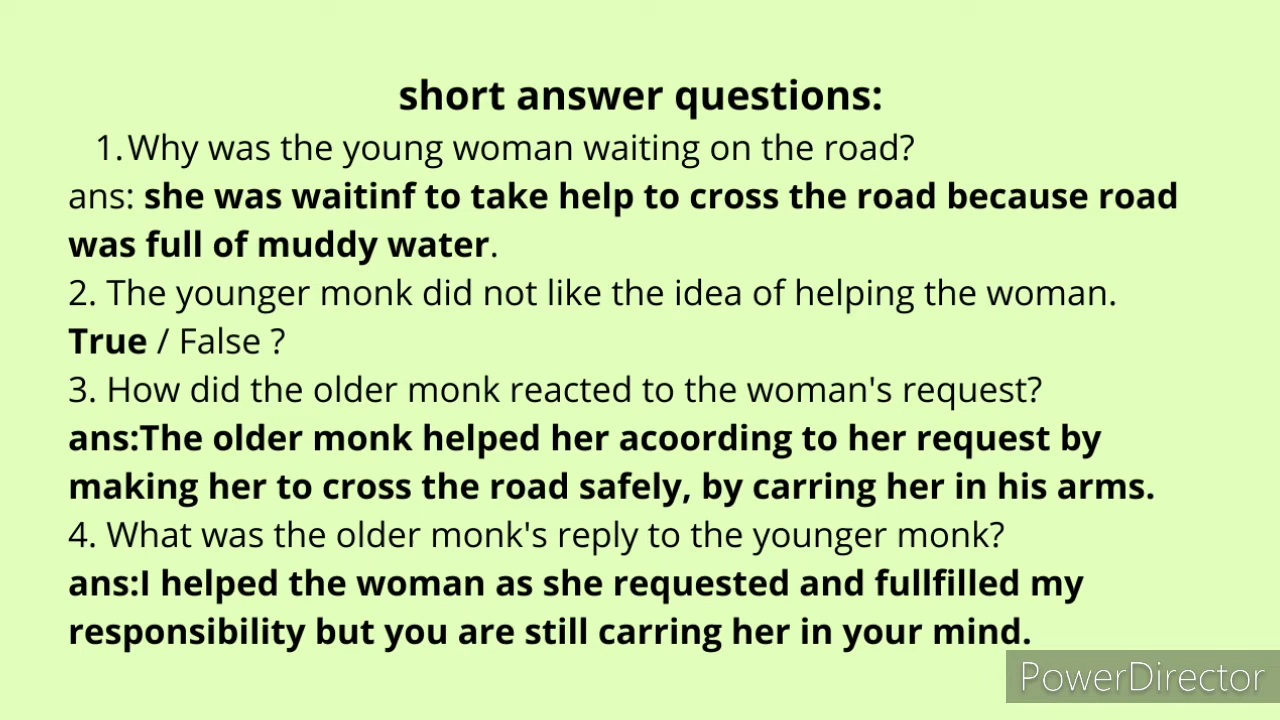 short answer questions:
1. Why was the young woman waiting on the road?
ans: she was waitinf to take help to cross the road because road
was full of muddy water.
2. The younger monk did not like the idea of helping the woman.
True / False ?
3. How did the older monk reacted to the woman's request?
ans:The older monk helped her acoording to her request by
making her to cross the road safely, by carring her in his arms.
4. What was the older monk's reply to the younger monk?
ans:I helped the woman as she requested and fullfilled my
responsibility but you are still carring her in your mind.
PowerDirector